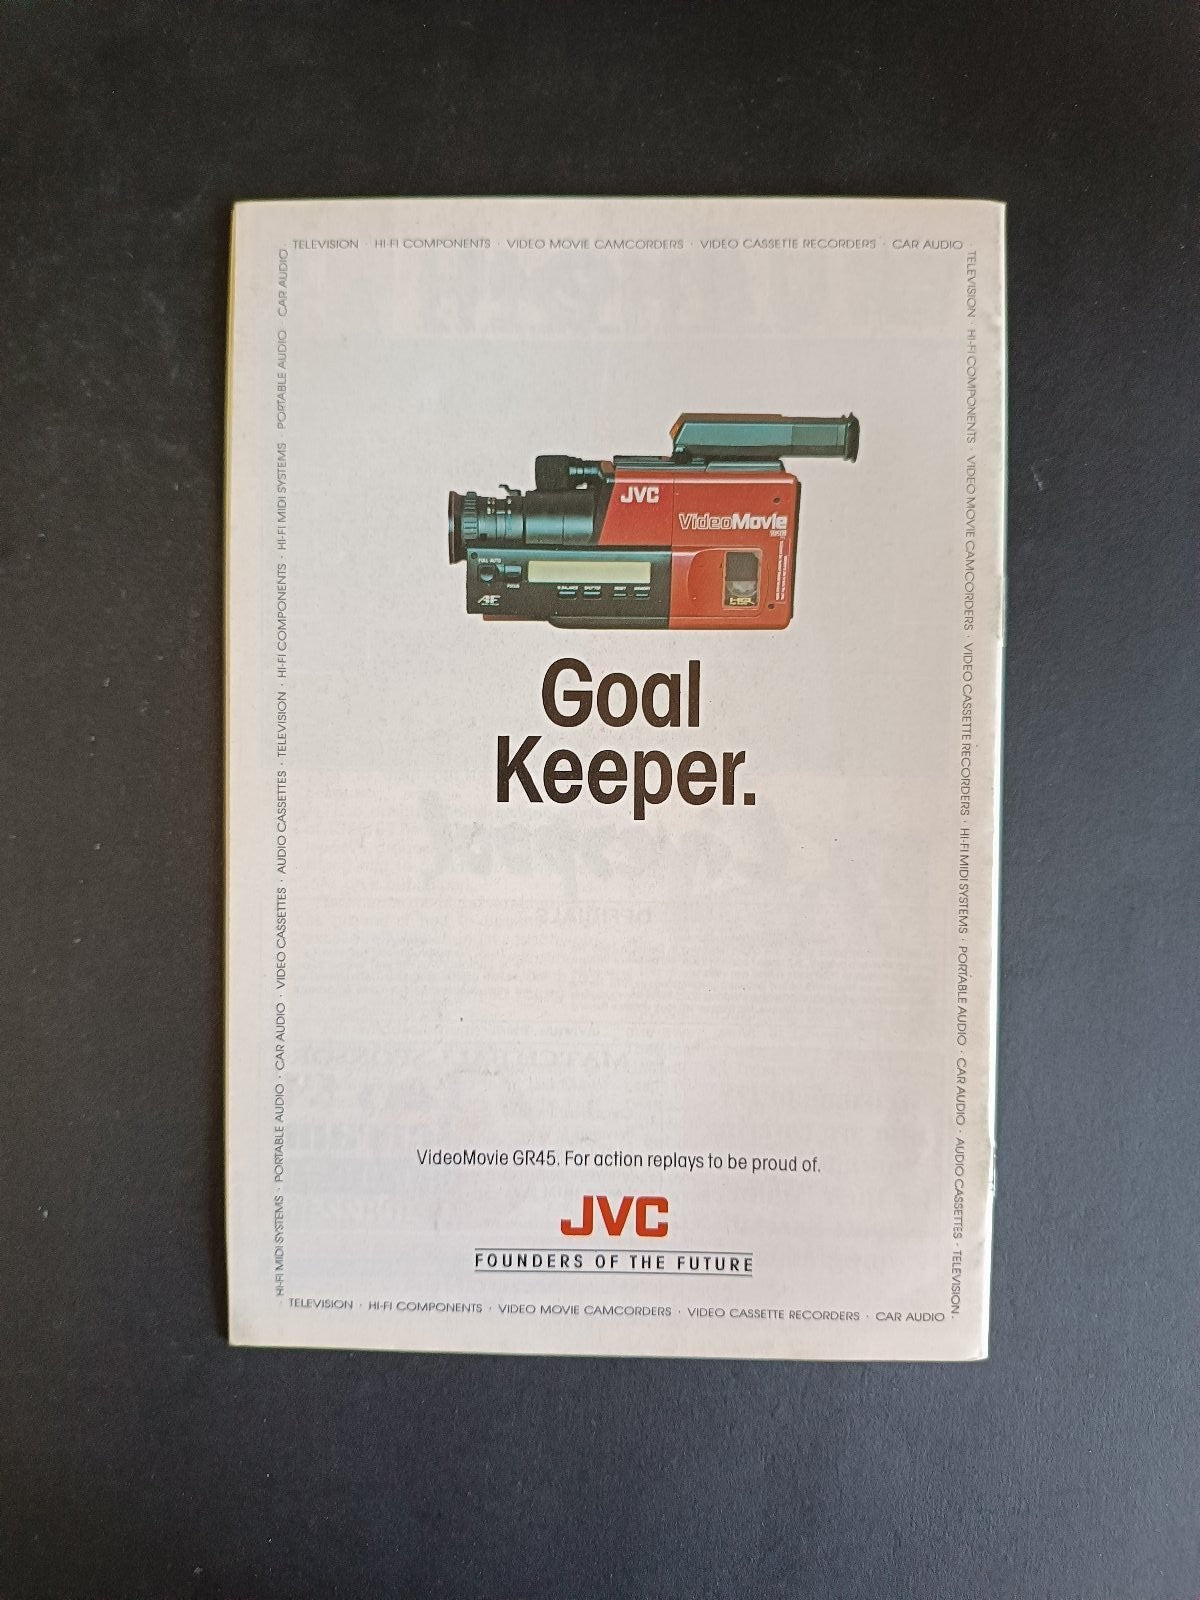 TELEVISION · HI-FI COMPONENTS · VIDEO MOVIE CAMCORDERS · VIDEO CASSETTE RECORDERS · CAR AUDIO
TELEVISION · HI-FI COMPONENTS · VIDEO MOVIE CAMCORDERS · VIDEO CASSETTE RECORDERS · HI-FI MIDI SYSTEMS · PORTABLE AUDIO · CAR AUDIO · AUDIO CASSETTES · TELEVISION ·
· HI-FI MIDI SYSTEMS · PORTABLE AUDIO · CAR AUDIO · VIDEO CASSETTES · AUDIO CASSETTES · TELEVISION · HI-FI COMPONENTS · HI-FI MIDI SYSTEMS · PORTABLE AUDIO · CAR AUDIO
JVC
VideoMovie
FULL AUTO
FOCUS
AF
Goal
Keeper.
VideoMovie GR45. For action replays to be proud of.
JVC
FOUNDERS OF THE FUTURE
TELEVISION · HI-FI COMPONENTS · VIDEO MOVIE CAMCORDERS · VIDEO CASSETTE RECORDERS · CAR AUDIO